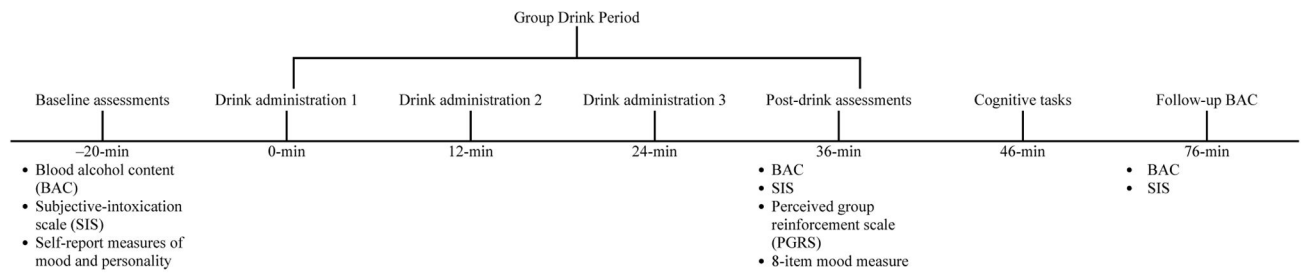 Group Drink Period
Baseline assessments
Drink administration 1
Drink administration 2
Drink administration 3
Post-drink assessments
Cognitive tasks
Follow-up BAC
–20-min
0-min
12-min
24-min
36-min
46-min
76-min
• Blood alcohol content
(BAC)
• Subjective-intoxication
scale (SIS)
• Self-report measures of
mood and personality
• BAC
• SIS
• Perceived group
reinforcement scale
(PGRS)
• 8-item mood measure
• BAC
• SIS